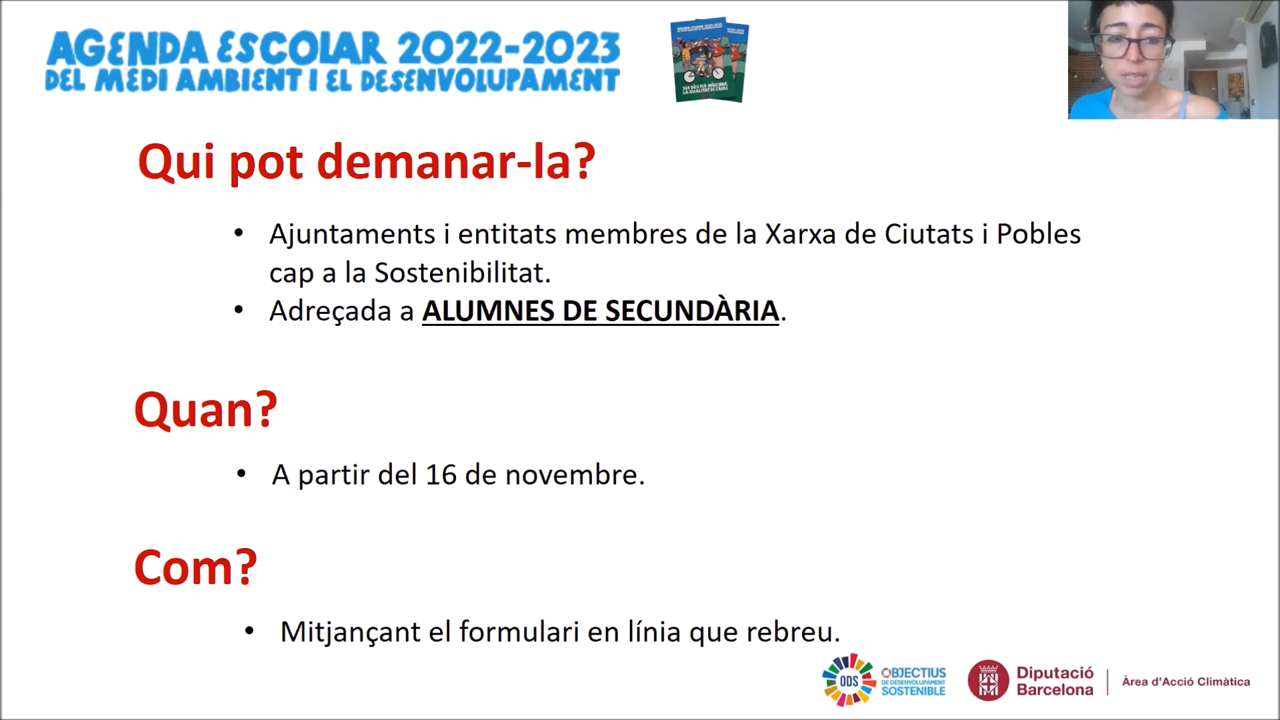 AGENDA ESCOLAR 2022-2023
DEL MEDI AMBIENT I EL DESENVOLUPAMENT
Qui pot demanar-la?
• Ajuntaments i entitats membres de la Xarxa de Ciutats i Pobles
cap a la Sostenibilitat.
• Adreçada a ALUMNES DE SECUNDÀRIA.
Quan?
• A partir del 16 de novembre.
Com?
• Mitjançant el formulari en línia que rebreu.
ODS
OBJECTIUS
DE DESENVOLUPAMENT
SOSTENIBLE
Diputació
Barcelona
Àrea d'Acció Climàtica